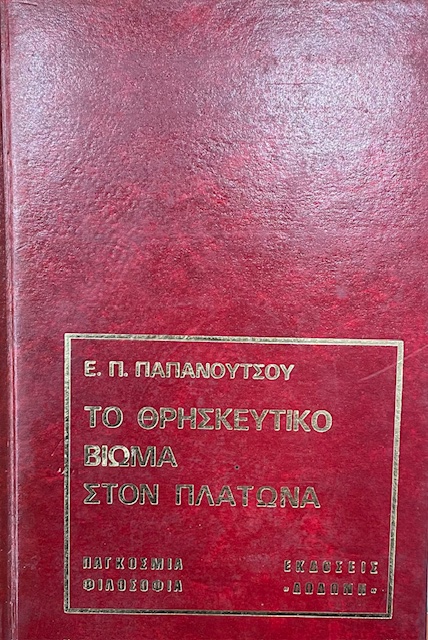 Ε. Π. ΠΑΠΑΝΟΥΤΣΟΥ
ΤΟ ΘΡΗΣΚΕΥΤΙΚΟ
ΒΙΩΜΑ
ΣΤΟΝ ΠΛΑΤΩΝΑ
ΠΑΓΚΟΣΜΙΑ
ΦΙΛΟΣΟΦΙΑ
ΕΚΔΟΣΕΙΣ
«ΔΩΔΩΝΗ»